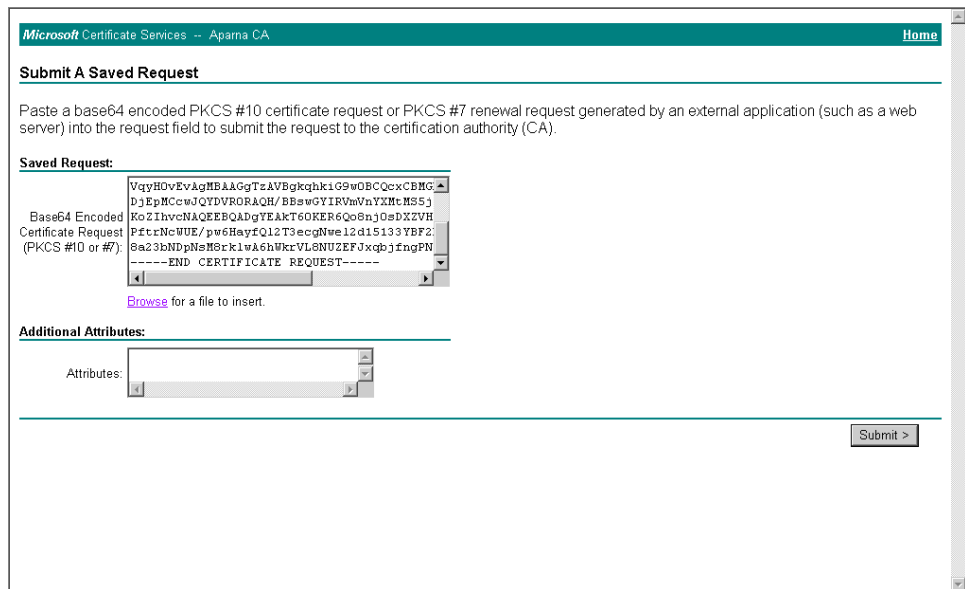 Microsoft Certificate Services -- Aparna CA Home
Submit A Saved Request
Paste a base64 encoded PKCS #10 certificate request or PKCS #7 renewal request generated by an external application (such as a web
server) into the request field to submit the request to the certification authority (CA).
Saved Request:
VqyHOvEvAgMBAAGgTzAVBgkqhkiG9w0BCQcxCBMG
DjEpMCcwJQYDVR0RAQH/BBswGYIRVmVnYXMtMS5j
KoZIhvcNAQEEBQADgYEAkT6OKER6Qo8njOsDXZVH
PftrNcWUE/pw6HayfQl2T3ecgNwel2d15133YBF2
8a23bNDpNsM8rklwA6hWkrVL8NUZEFJxqbjfngPN
-----END CERTIFICATE REQUEST-----
Base64 Encoded
Certificate Request
(PKCS #10 or #7):
Browse for a file to insert.
Additional Attributes:
Attributes:
Submit >